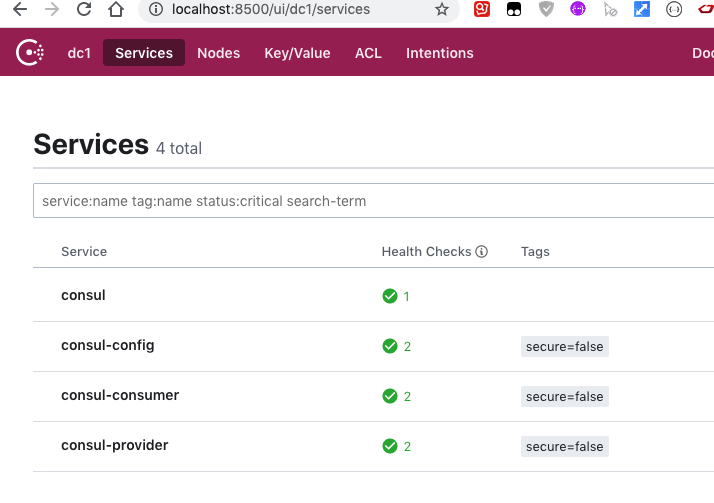 localhost:8500/ui/dc1/services
dc1 Services Nodes Key/Value ACL Intentions Doc
Services 4 total
service:name tag:name status:critical search-term
Service Health Checks Tags
consul 1
consul-config 2 secure=false
consul-consumer 2 secure=false
consul-provider 2 secure=false